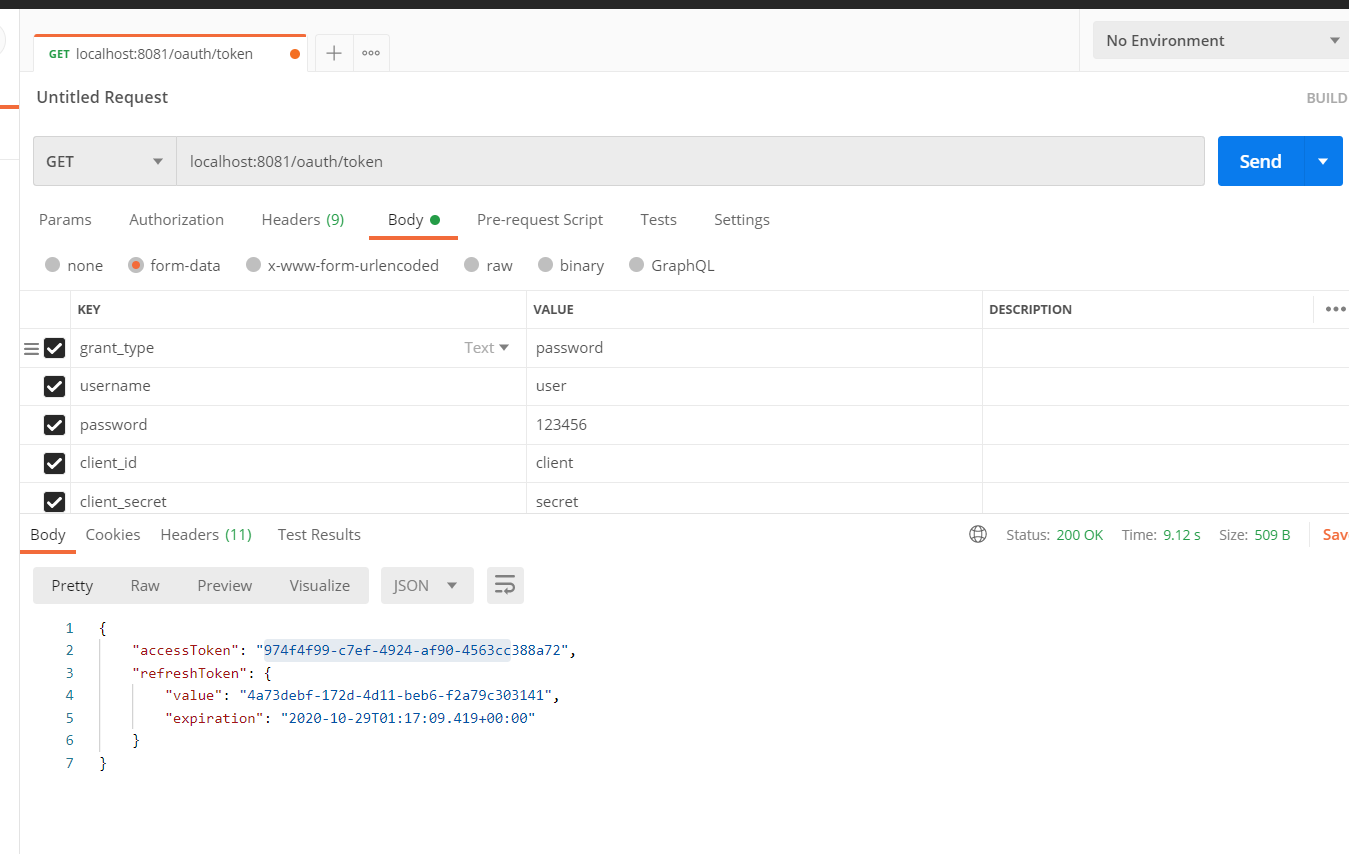 GET localhost:8081/oauth/token
No Environment
Untitled Request
BUILD
GET localhost:8081/oauth/token Send
Params Authorization Headers (9) Body Pre-request Script Tests Settings
none form-data x-www-form-urlencoded raw binary GraphQL
KEY VALUE DESCRIPTION
grant_type Text password
username user
password 123456
client_id client
client_secret secret
Body Cookies Headers (11) Test Results Status: 200 OK Time: 9.12 s Size: 509 B Sav
Pretty Raw Preview Visualize JSON
1 {
2 "accessToken": "974f4f99-c7ef-4924-af90-4563cc388a72",
3 "refreshToken": {
4 "value": "4a73debf-172d-4d11-beb6-f2a79c303141",
5 "expiration": "2020-10-29T01:17:09.419+00:00"
6 }
7 }